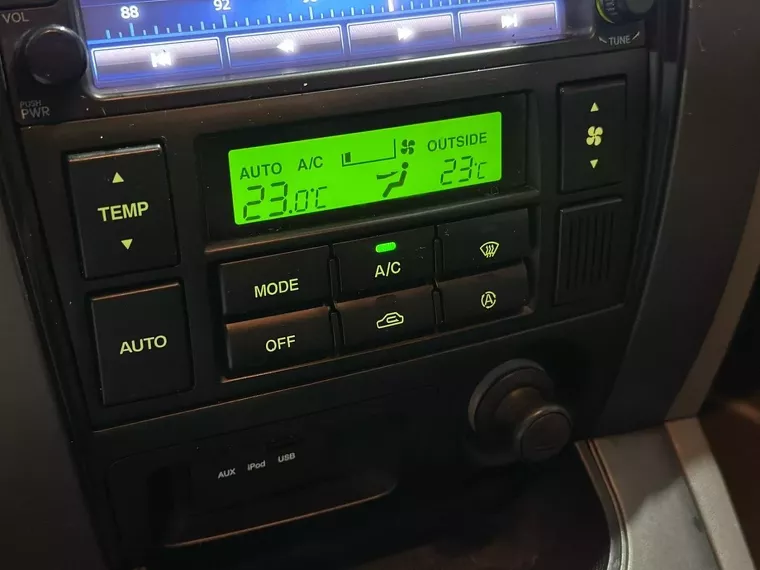 VOL
88 92
TUNE
PUSH
PWR
AUTO A/C OUTSIDE
23.0°C 23°C
TEMP
MODE
A/C
AUTO
OFF
A
AUX iPod USB